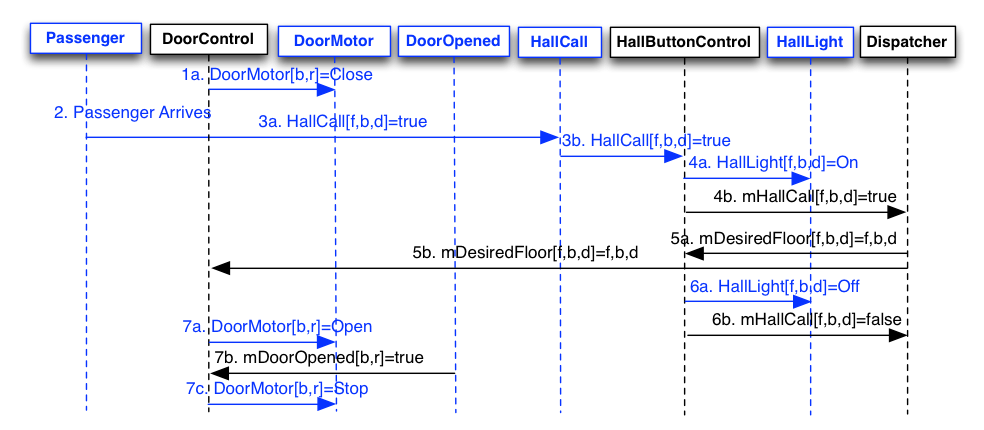 Passenger
DoorControl
DoorMotor
DoorOpened
HallCall
HallButtonControl
HallLight
Dispatcher
1a. DoorMotor[b,r]=Close
2. Passenger Arrives
3a. HallCall[f,b,d]=true
3b. HallCall[f,b,d]=true
4a. HallLight[f,b,d]=On
4b. mHallCall[f,b,d]=true
5a. mDesiredFloor[f,b,d]=f,b,d
5b. mDesiredFloor[f,b,d]=f,b,d
6a. HallLight[f,b,d]=Off
6b. mHallCall[f,b,d]=false
7a. DoorMotor[b,r]=Open
7b. mDoorOpened[b,r]=true
7c. DoorMotor[b,r]=Stop